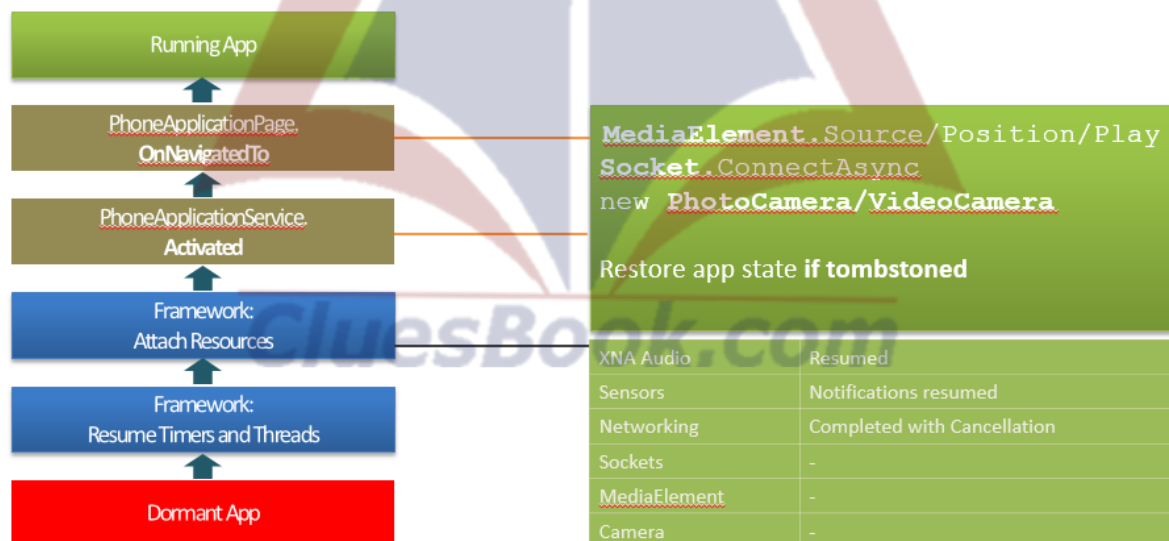 Running App
PhoneApplicationPage.
OnNavigatedTo
PhoneApplicationService.
Activated
Framework:
Attach Resources
Framework:
Resume Timers and Threads
Dormant App
MediaElement.Source/Position/Play
Socket.ConnectAsync
new PhotoCamera/VideoCamera
Restore app state if tombstoned
XNA Audio Resumed
Sensors Notifications resumed
Networking Completed with Cancellation
Sockets -
MediaElement -
Camera -
CluesBook.com